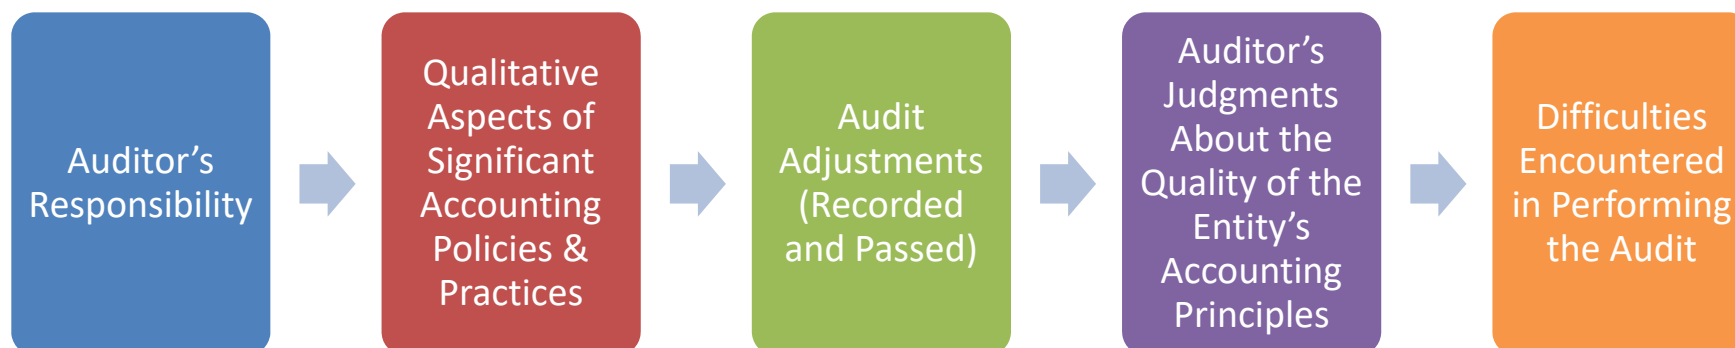 Auditor’s
Responsibility
Qualitative
Aspects of
Significant
Accounting
Policies &
Practices
Audit
Adjustments
(Recorded
and Passed)
Auditor’s
Judgments
About the
Quality of the
Entity’s
Accounting
Principles
Difficulties
Encountered
in Performing
the Audit